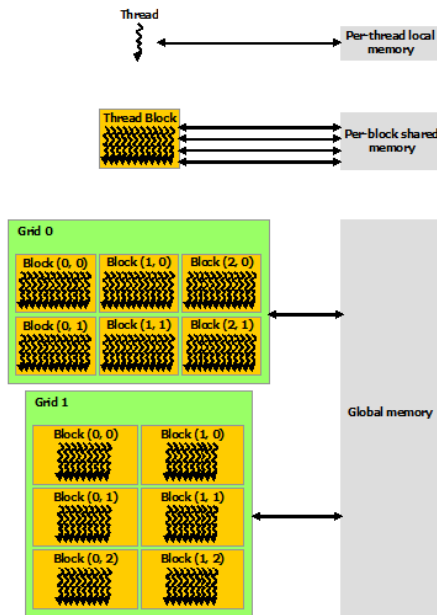 Thread
Per-thread local
memory
Thread Block
Per-block shared
memory
Grid 0
Block (0, 0) Block (1, 0) Block (2, 0)
Block (0, 1) Block (1, 1) Block (2, 1)
Grid 1
Global memory
Block (0, 0) Block (1, 0)
Block (0, 1) Block (1, 1)
Block (0, 2) Block (1, 2)